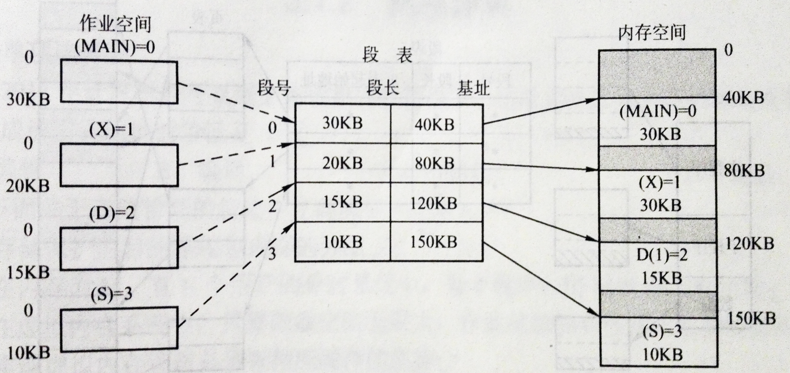 作业空间
(MAIN)=0
0
30KB
(X)=1
0
20KB
(D)=2
0
15KB
(S)=3
0
10KB
段 表
段号 段长 基址
0 30KB 40KB
1 20KB 80KB
2 15KB 120KB
3 10KB 150KB
内存空间
0
40KB
(MAIN)=0
30KB
80KB
(X)=1
30KB
120KB
D(1)=2
15KB
150KB
(S)=3
10KB